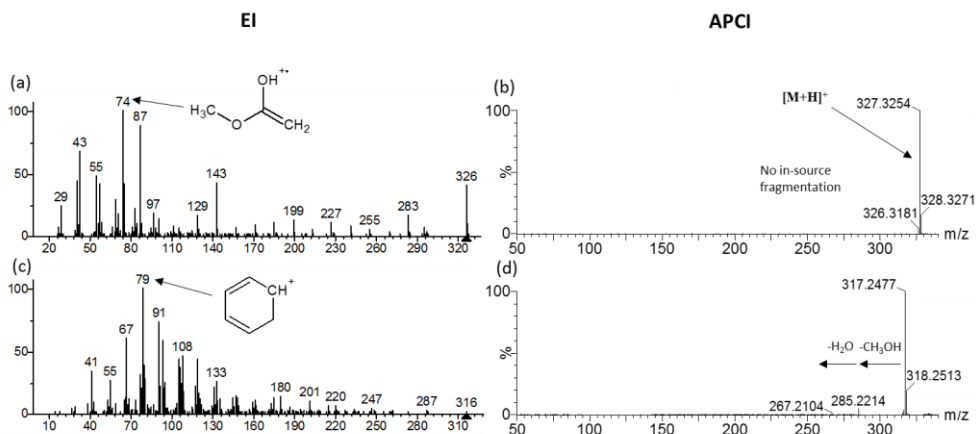 EI
APCI
(a)
100
50
0
29
43
55
74
87
97
129
143
199
227
255
283
326
OH
+•
H₃C
O
CH₂
10 20 50 80 110 140 170 200 230 260 290 320
(b)
100
%
0
[M+H]⁺
327.3254
No in-source
fragmentation
326.3181
328.3271
50 100 150 200 250 300
m/z
(c)
100
50
0
41
55
67
79
91
108
133
180
201
220
247
287
316
CH⁺
10 40 70 100 130 160 190 220 250 280 310
(d)
100
%
0
317.2477
-H₂O -CH₃OH
318.2513
267.2104 285.2214
50 100 150 200 250 300
m/z